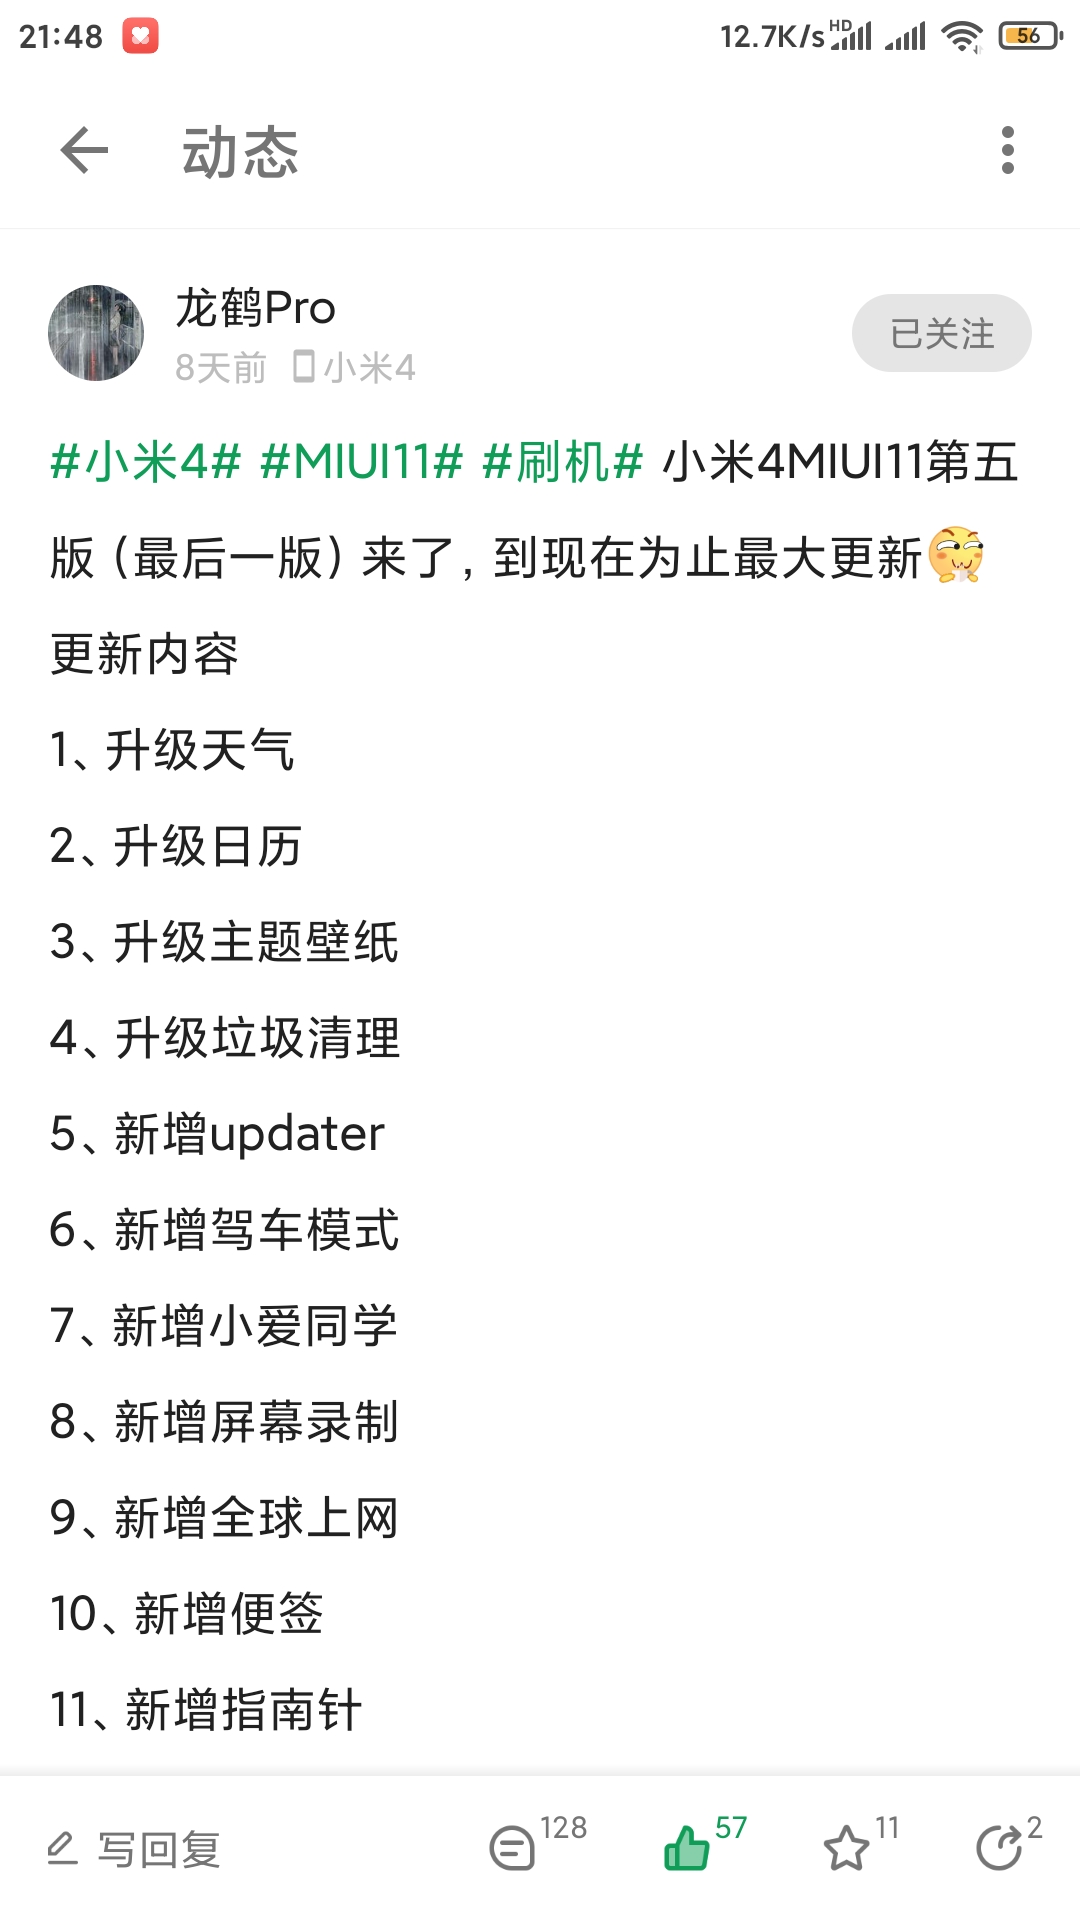 21:48 12.7K/s HD 56
动态
龙鹤Pro
已关注
8天前 小米4
#小米4# #MIUI11# #刷机# 小米4MIUI11第五
版（最后一版）来了，到现在为止最大更新
更新内容
1、升级天气
2、升级日历
3、升级主题壁纸
4、升级垃圾清理
5、新增updater
6、新增驾车模式
7、新增小爱同学
8、新增屏幕录制
9、新增全球上网
10、新增便签
11、新增指南针
写回复 128 57 11 2